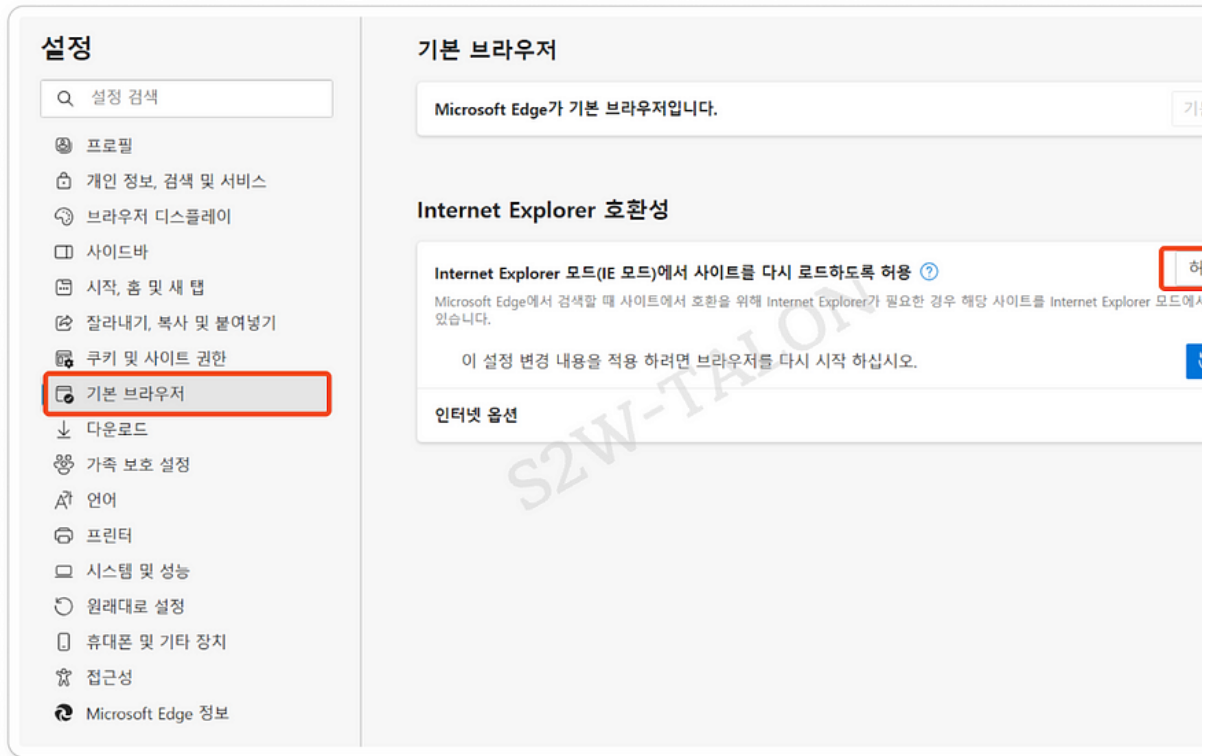 설정
설정 검색
프로필
개인 정보, 검색 및 서비스
브라우저 디스플레이
사이드바
시작, 홈 및 새 탭
잘라내기, 복사 및 붙여넣기
쿠키 및 사이트 권한
기본 브라우저
다운로드
가족 보호 설정
언어
프린터
시스템 및 성능
원래대로 설정
휴대폰 및 기타 장치
접근성
Microsoft Edge 정보
기본 브라우저
Microsoft Edge가 기본 브라우저입니다.
Internet Explorer 호환성
Internet Explorer 모드(IE 모드)에서 사이트를 다시 로드하도록 허용
Microsoft Edge에서 검색할 때 사이트에서 호환을 위해 Internet Explorer가 필요한 경우 해당 사이트를 Internet Explorer 모드에서
있습니다.
이 설정 변경 내용을 적용 하려면 브라우저를 다시 시작 하십시오.
인터넷 옵션
S2W-TALON